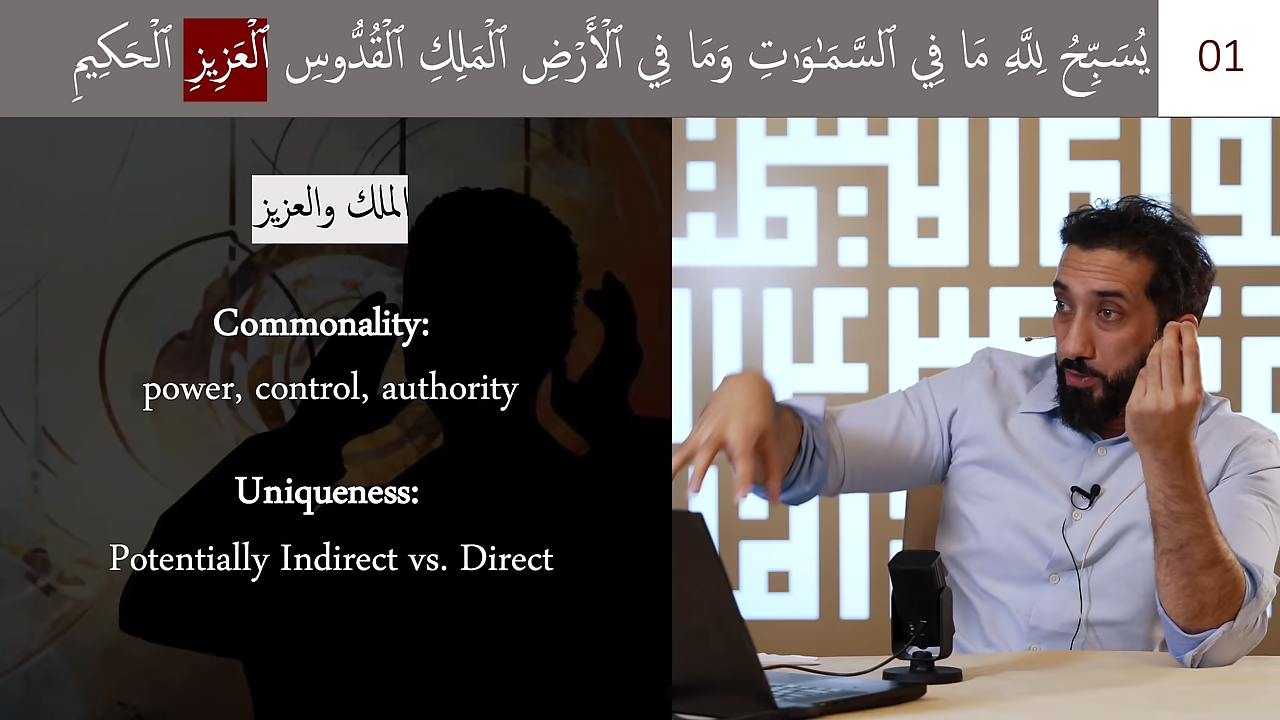 يُسَبِّحُ لِلَّهِ مَا فِي ٱلسَّمَـٰوَٰتِ وَمَا فِي ٱلْأَرْضِ ٱلْمَلِكِ ٱلْقُدُّوسِ ٱلْعَزِيزِ ٱلْحَكِيمِ
01
الملك والعزيز
Commonality:
power, control, authority
Uniqueness:
Potentially Indirect vs. Direct